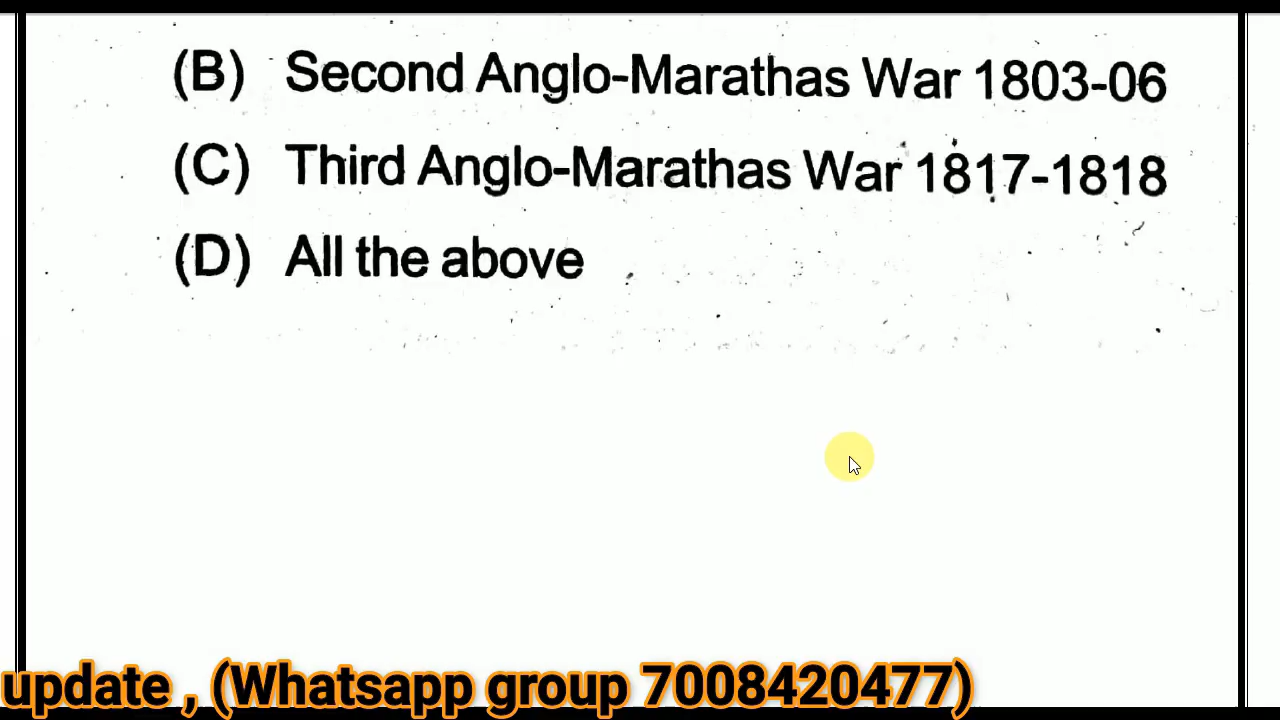 (B) Second Anglo-Marathas War 1803-06
(C) Third Anglo-Marathas War 1817-1818
(D) All the above
update , (Whatsapp group 7008420477)